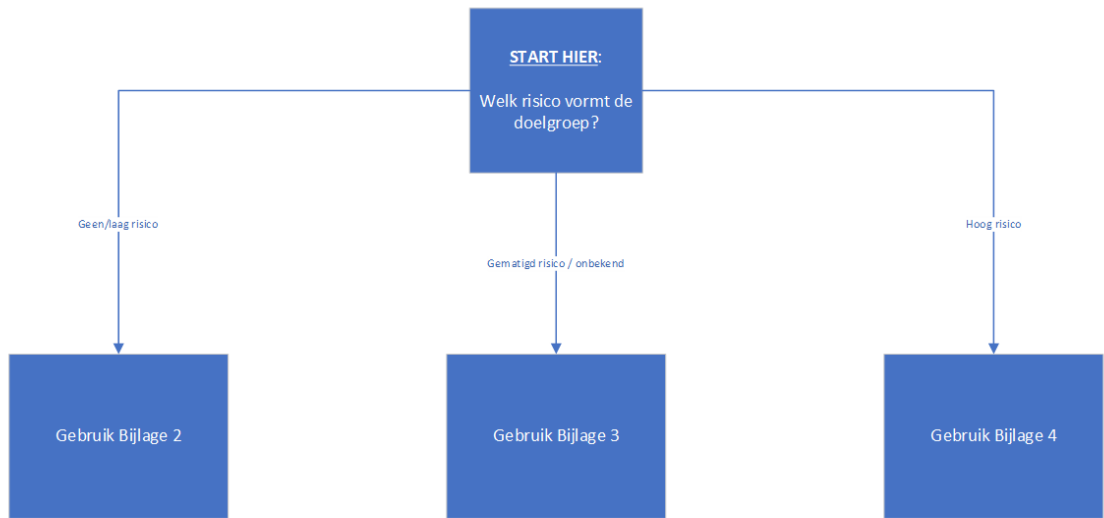 START HIER:
Welk risico vormt de
doelgroep?
Geen/laag risico
Gematigd risico / onbekend
Hoog risico
Gebruik Bijlage 2
Gebruik Bijlage 3
Gebruik Bijlage 4